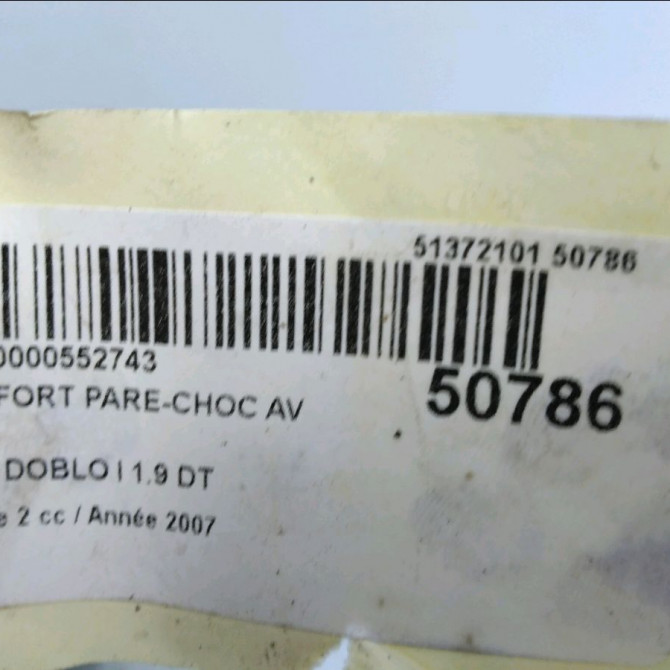 51372101 50786
0000552743
50786
FORT PARE-CHOC AV
DOBLO I 1.9 DT
e 2 cc / Année 2007